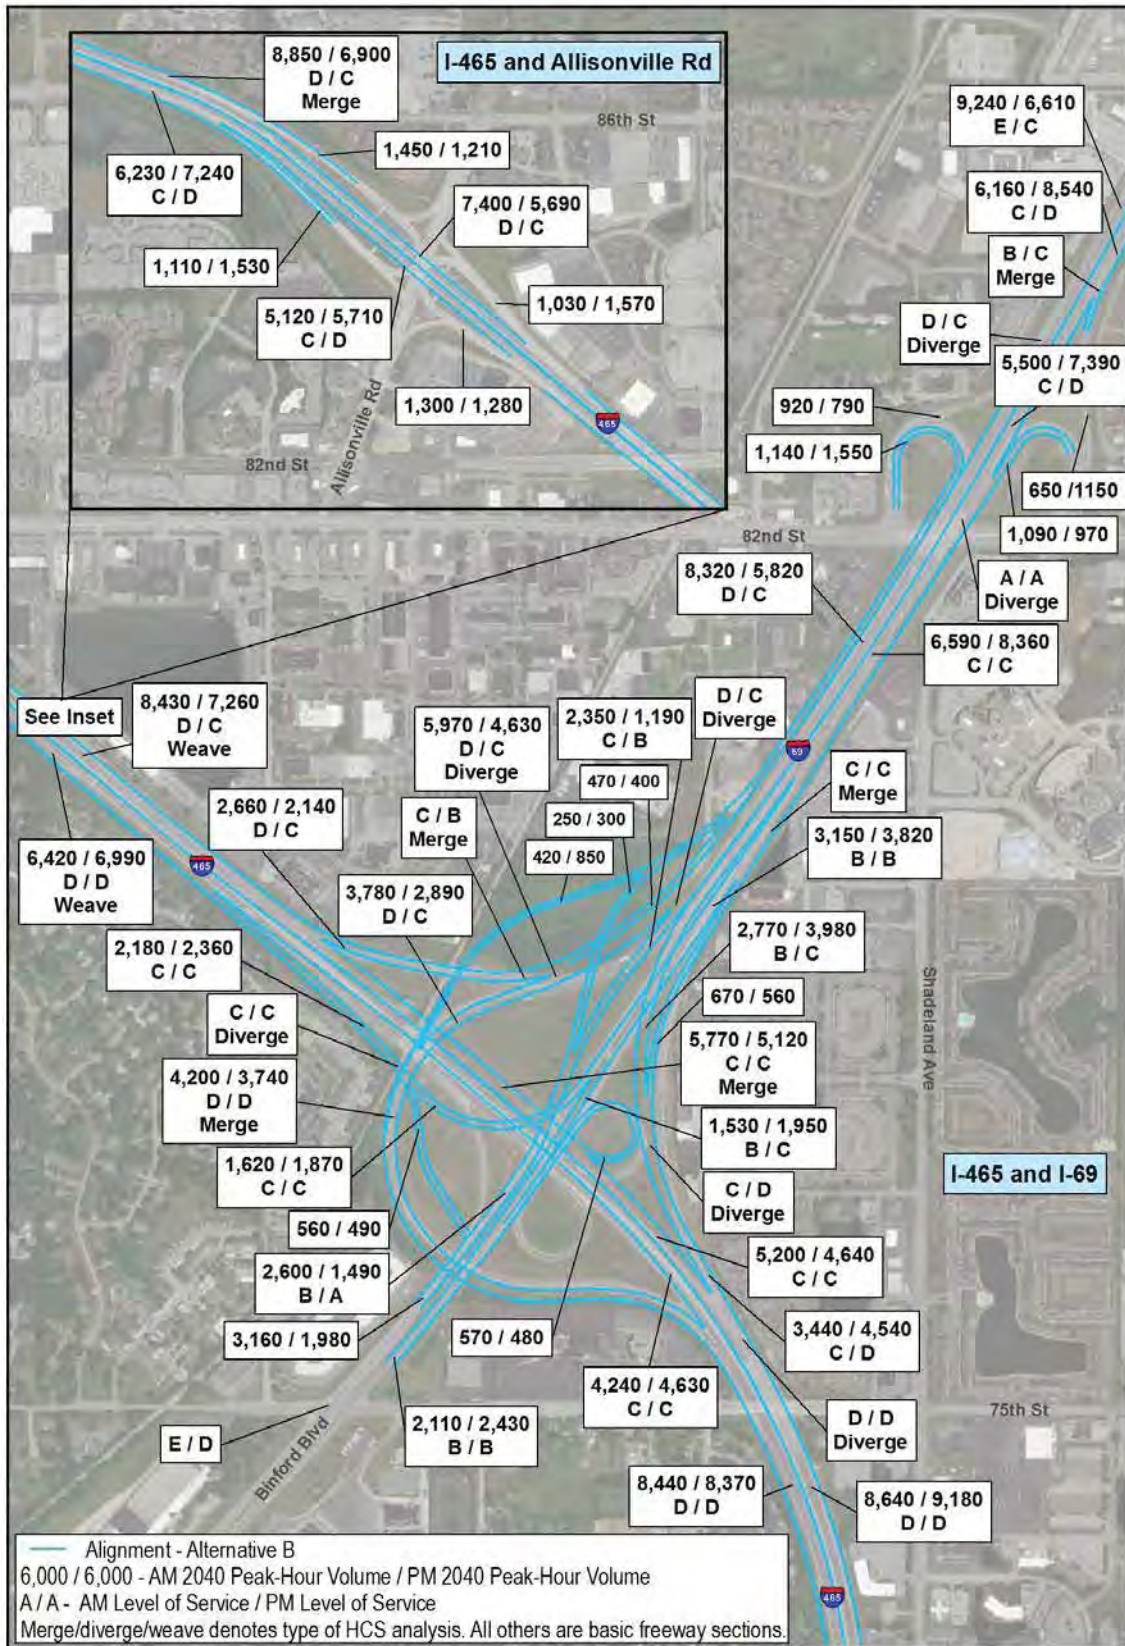 I-465 and Allisonville Rd
8,850 / 6,900
D / C
Merge
86th St
1,450 / 1,210
6,230 / 7,240
C / D
7,400 / 5,690
D / C
1,110 / 1,530
5,120 / 5,710
C / D
1,030 / 1,570
1,300 / 1,280
465
Allisonville Rd
82nd St
9,240 / 6,610
E / C
6,160 / 8,540
C / D
B / C
Merge
D / C
Diverge
5,500 / 7,390
C / D
920 / 790
1,140 / 1,550
650 /1150
1,090 / 970
82nd St
A / A
Diverge
8,320 / 5,820
D / C
6,590 / 8,360
C / C
See Inset
8,430 / 7,260
D / C
Weave
5,970 / 4,630
D / C
Diverge
2,350 / 1,190
C / B
D / C
Diverge
69
470 / 400
250 / 300
420 / 850
C / C
Merge
C / B
Merge
2,660 / 2,140
D / C
3,150 / 3,820
B / B
6,420 / 6,990
D / D
Weave
465
3,780 / 2,890
D / C
2,180 / 2,360
C / C
2,770 / 3,980
B / C
670 / 560
Shadeland Ave
C / C
Diverge
5,770 / 5,120
C / C
Merge
4,200 / 3,740
D / D
Merge
1,530 / 1,950
B / C
1,620 / 1,870
C / C
I-465 and I-69
C / D
Diverge
560 / 490
5,200 / 4,640
C / C
2,600 / 1,490
B / A
3,160 / 1,980
570 / 480
3,440 / 4,540
C / D
4,240 / 4,630
C / C
75th St
2,110 / 2,430
B / B
D / D
Diverge
E / D
Binford Blvd
8,440 / 8,370
D / D
8,640 / 9,180
D / D
465
Alignment - Alternative B
6,000 / 6,000 - AM 2040 Peak-Hour Volume / PM 2040 Peak-Hour Volume
A / A - AM Level of Service / PM Level of Service
Merge/diverge/weave denotes type of HCS analysis. All others are basic freeway sections.